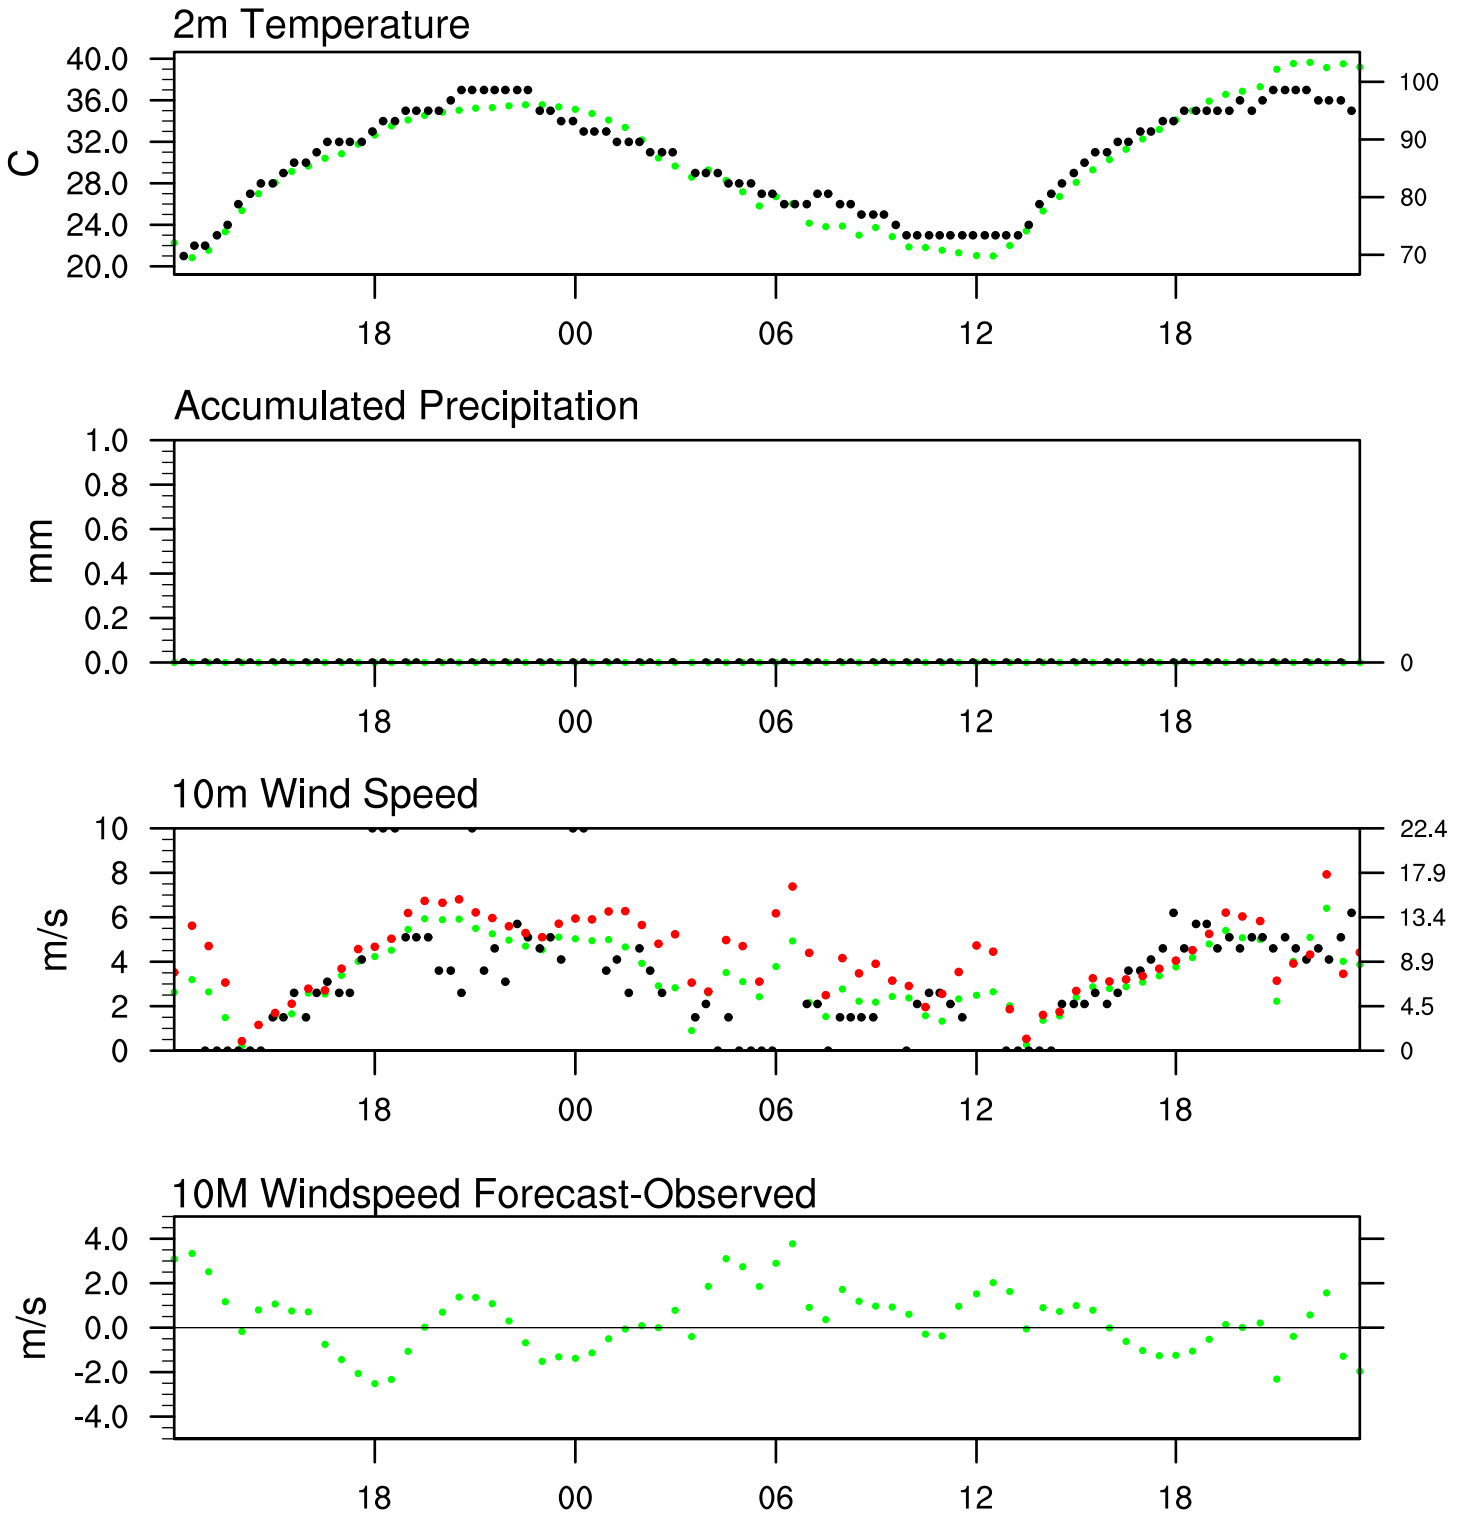 2m Temperature
40.0
36.0
32.0
28.0
24.0
20.0
C
100
90
80
70
18 00 06 12 18
Accumulated Precipitation
1.0
0.8
0.6
0.4
0.2
0.0
mm
0
18 00 06 12 18
10m Wind Speed
10
8
6
4
2
0
m/s
22.4
17.9
13.4
8.9
4.5
0
18 00 06 12 18
10M Windspeed Forecast-Observed
4.0
2.0
0.0
-2.0
-4.0
m/s
18 00 06 12 18